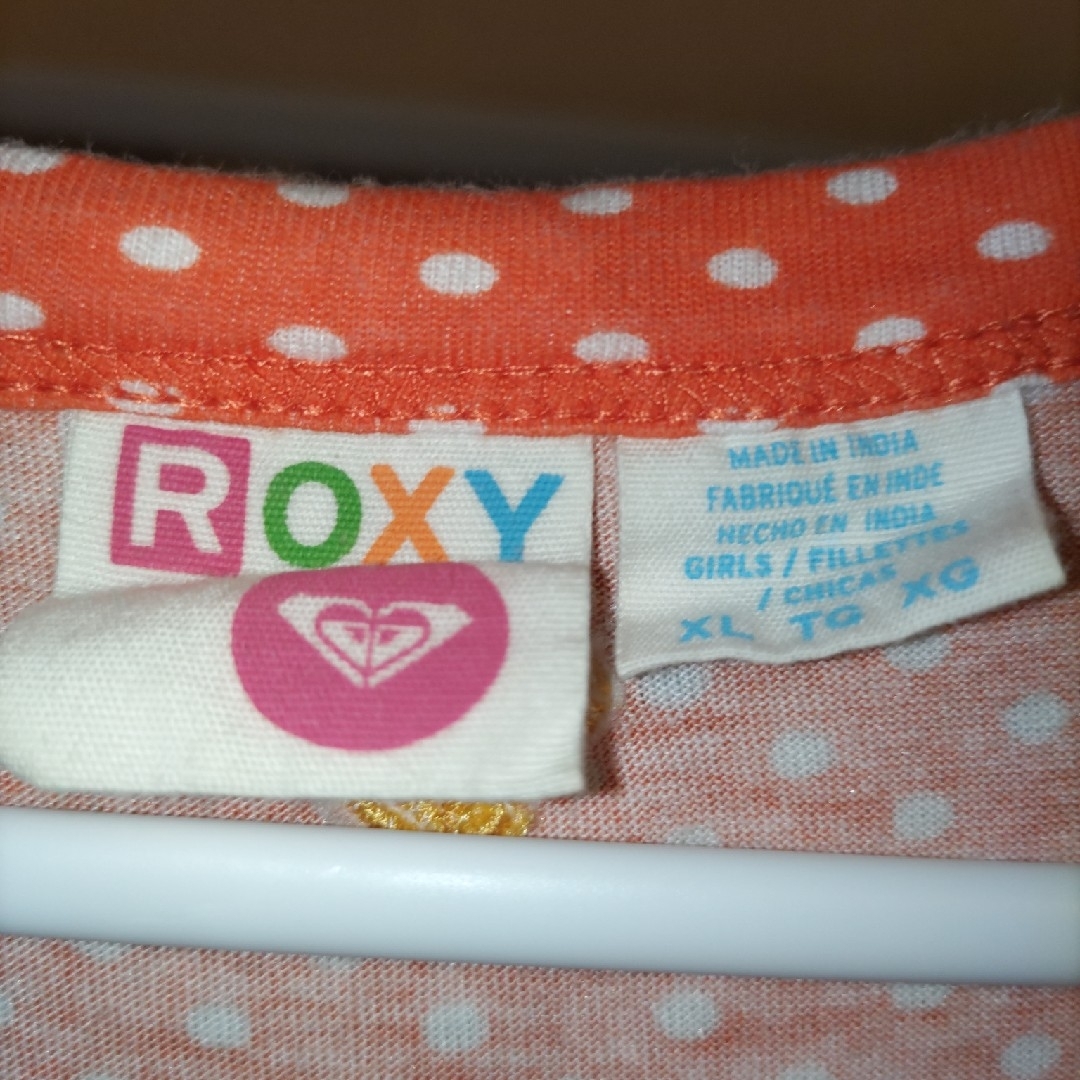 ROXY
MADE IN INDIA
FABRIQUÉ EN INDE
HECHO EN INDIA
GIRLS / FILLETTES
/ CHICAS
XL TG XG